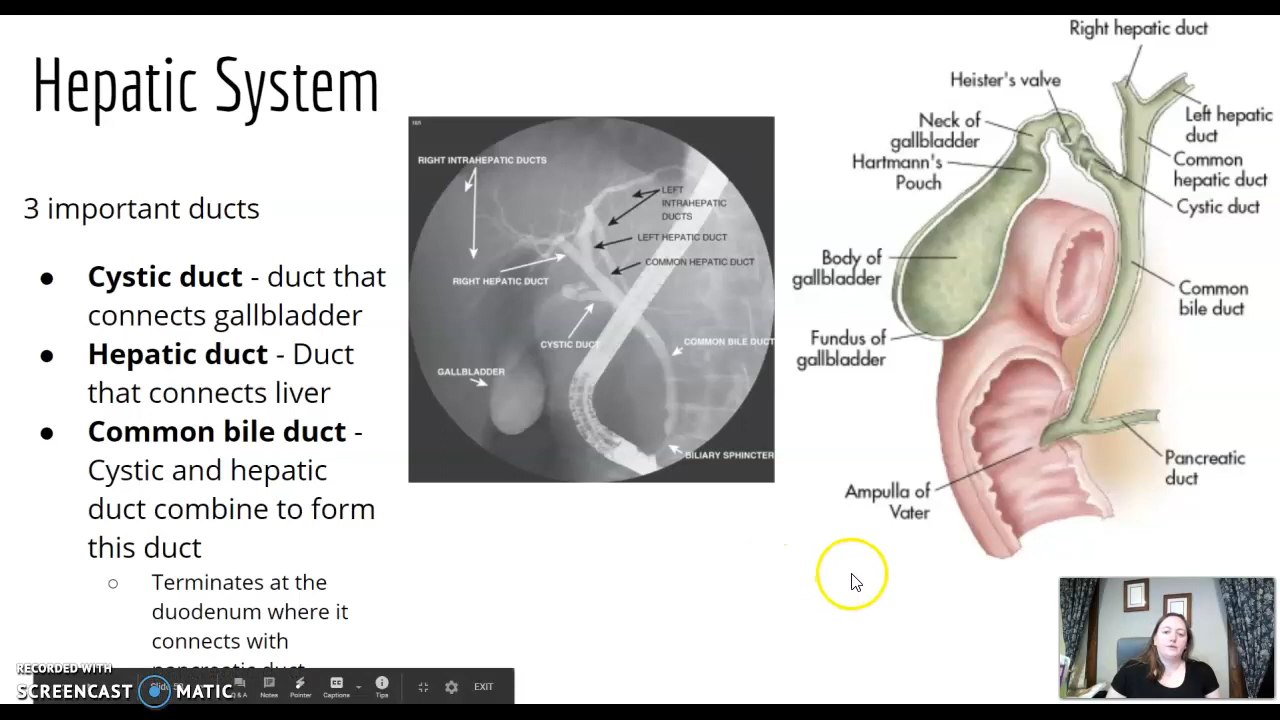 Hepatic System
3 important ducts
● Cystic duct - duct that
connects gallbladder
● Hepatic duct - Duct
that connects liver
● Common bile duct -
Cystic and hepatic
duct combine to form
this duct
○ Terminates at the
duodenum where it
connects with
pancreatic duct
RIGHT INTRAHEPATIC DUCTS
LEFT
INTRAHEPATIC
DUCTS
LEFT HEPATIC DUCT
COMMON HEPATIC DUCT
RIGHT HEPATIC DUCT
CYSTIC DUCT
COMMON BILE DUCT
GALLBLADDER
BILIARY SPHINCTER
Right hepatic duct
Heister's valve
Neck of
gallbladder
Hartmann's
Pouch
Left hepatic
duct
Common
hepatic duct
Cystic duct
Body of
gallbladder
Common
bile duct
Fundus of
gallbladder
Pancreatic
duct
Ampulla of
Vater
RECORDED WITH
SCREENCAST MATIC
Q & A
Notes
Pointer
Captions
Tips
EXIT